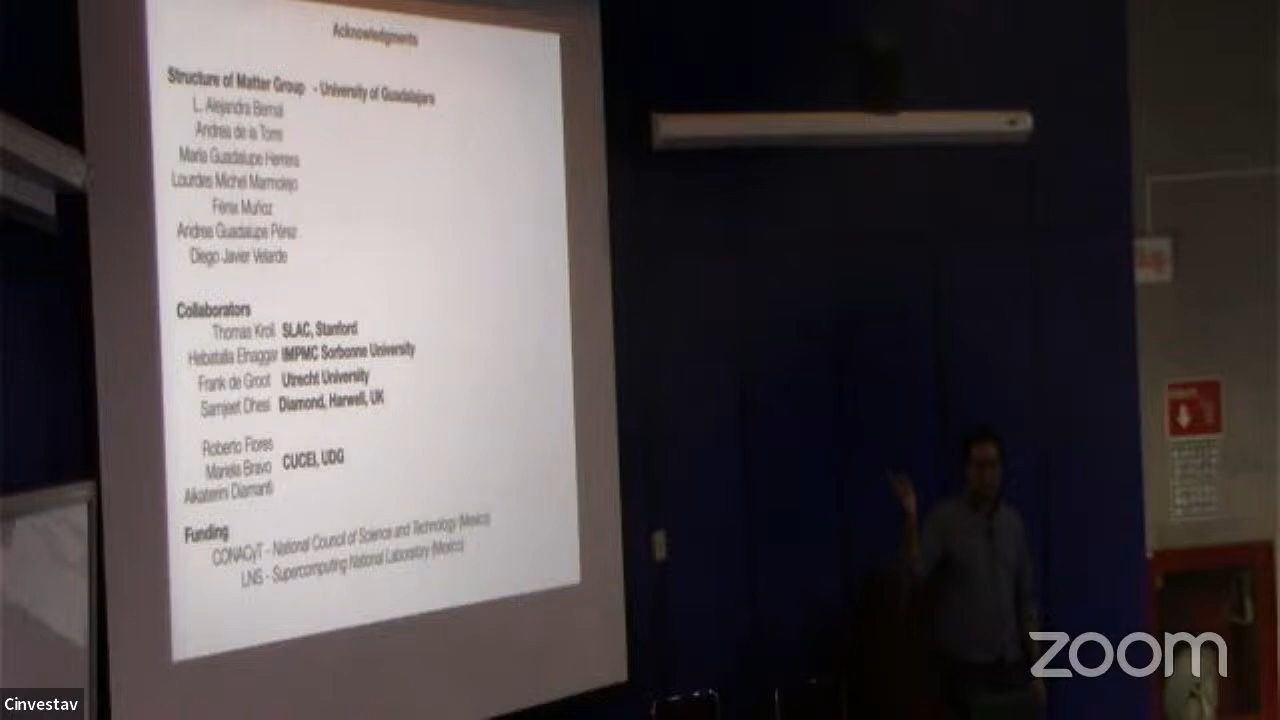 Acknowledgments
Structure of Matter Group - University of Guadalajara
L. Alejandra Bernal
Andrea de la Torre
María Guadalupe Herrera
Lourdes Michel Marmolejo
Fénix Muñoz
Andrea Guadalupe Pérez
Diego Javier Velarde
Collaborators
Thomas Kroll SLAC, Stanford
Hebatalla Elnaggar IMPMC Sorbonne University
Frank de Groot Utrecht University
Samjeet Dhesi Diamond, Harwell, UK
Roberto Flores
Mariela Bravo CUCEI, UDG
Aikaterini Diamanti
Funding
CONACyT - National Council of Science and Technology (Mexico)
LNS - Supercomputing National Laboratory (Mexico)
zoom
Cinvestav